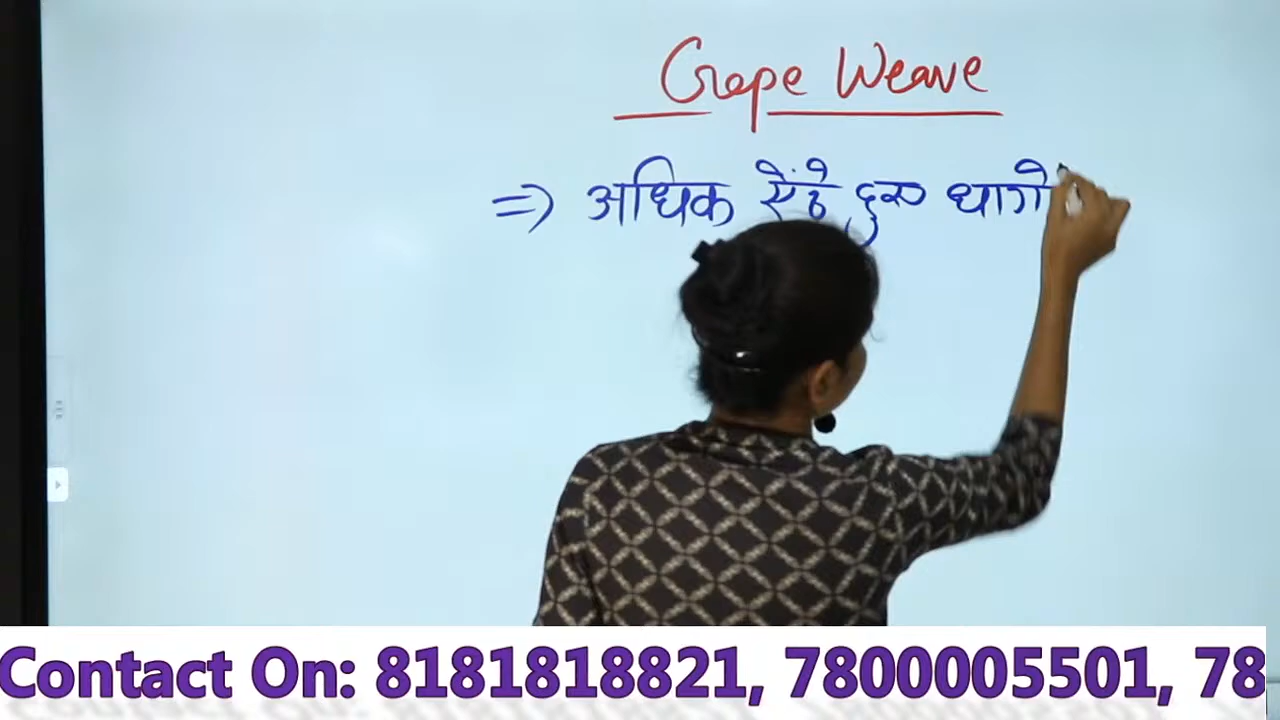 Crepe Weave
⇒ अधिक ऐंठे हुए धागो
Contact On: 8181818821, 7800005501, 78